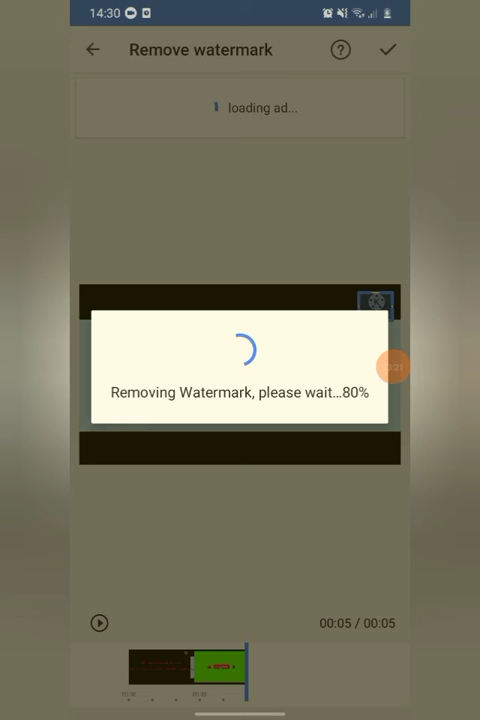 14:30
Remove watermark
loading ad...
Removing Watermark, please wait...80%
00:05 / 00:05